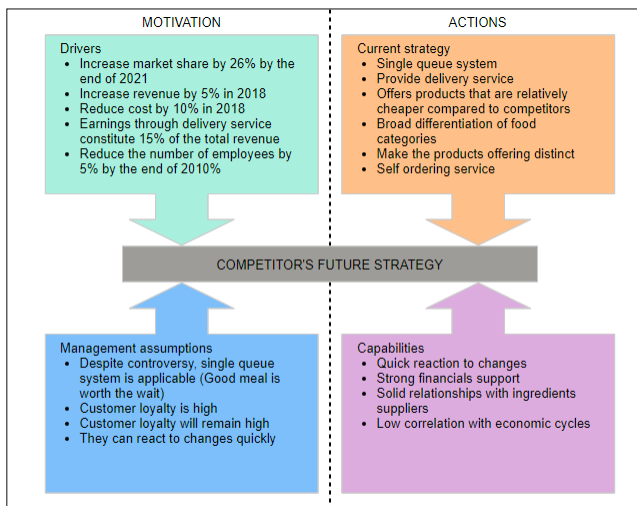 MOTIVATION
ACTIONS
Drivers
• Increase market share by 26% by the
end of 2021
• Increase revenue by 5% in 2018
• Reduce cost by 10% in 2018
• Earnings through delivery service
constitute 15% of the total revenue
• Reduce the number of employees by
5% by the end of 2010%
Current strategy
• Single queue system
• Provide delivery service
• Offers products that are relatively
cheaper compared to competitors
• Broad differentiation of food
categories
• Make the products offering distinct
• Self ordering service
COMPETITOR'S FUTURE STRATEGY
Management assumptions
• Despite controversy, single queue
system is applicable (Good meal is
worth the wait)
• Customer loyalty is high
• Customer loyalty will remain high
• They can react to changes quickly
Capabilities
• Quick reaction to changes
• Strong financials support
• Solid relationships with ingredients
suppliers
• Low correlation with economic cycles